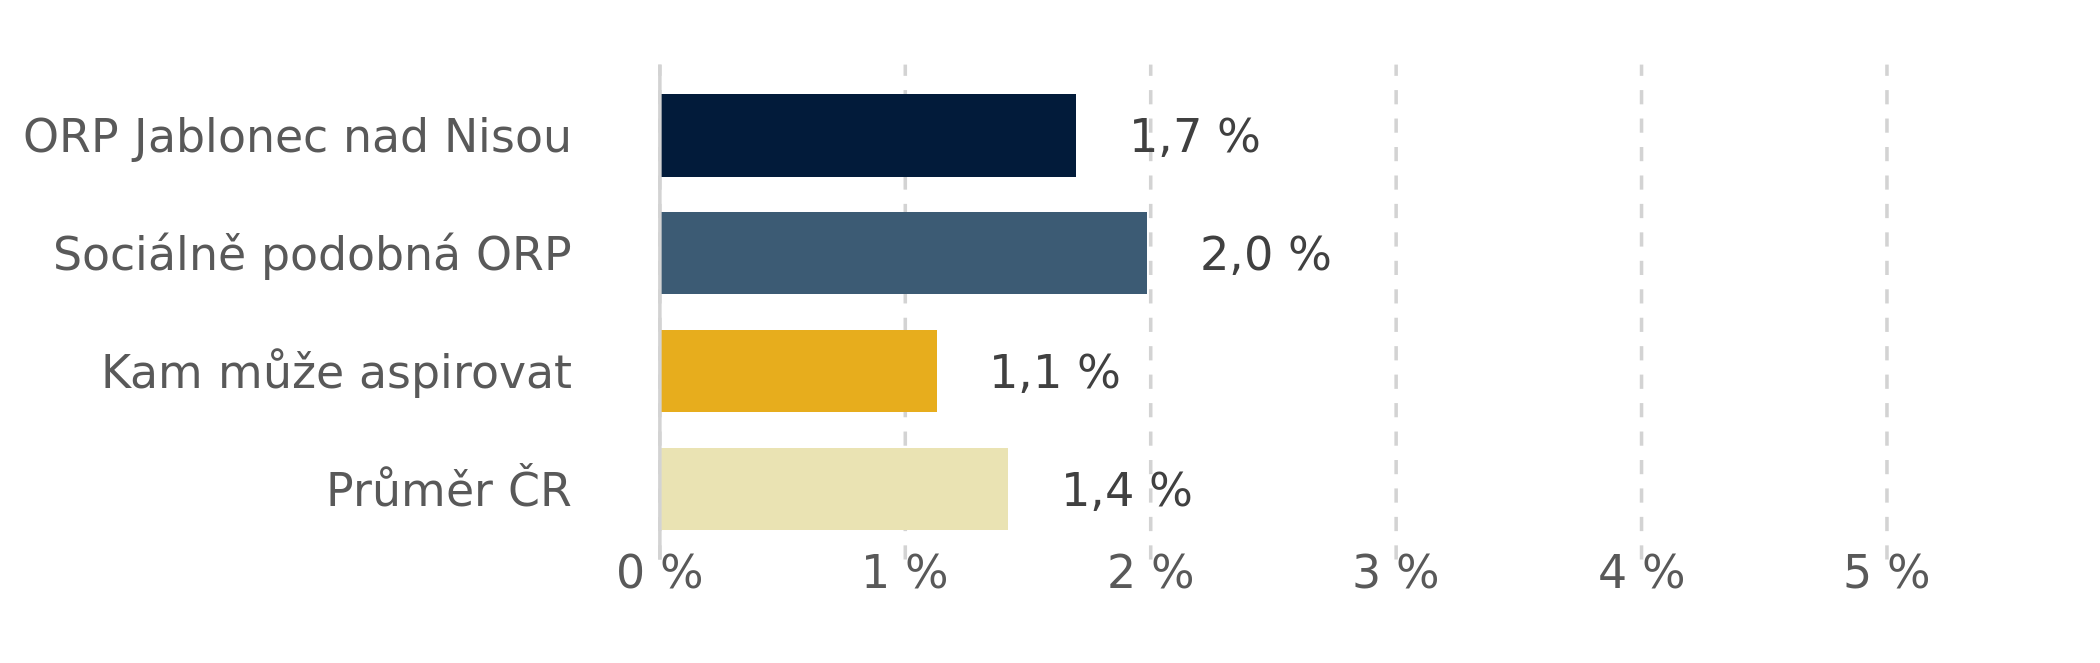 ORP Jablonec nad Nisou
1,7 %
Sociálně podobná ORP
2,0 %
Kam může aspirovat
1,1 %
Průměr ČR
1,4 %
0 %
1 %
2 %
3 %
4 %
5 %